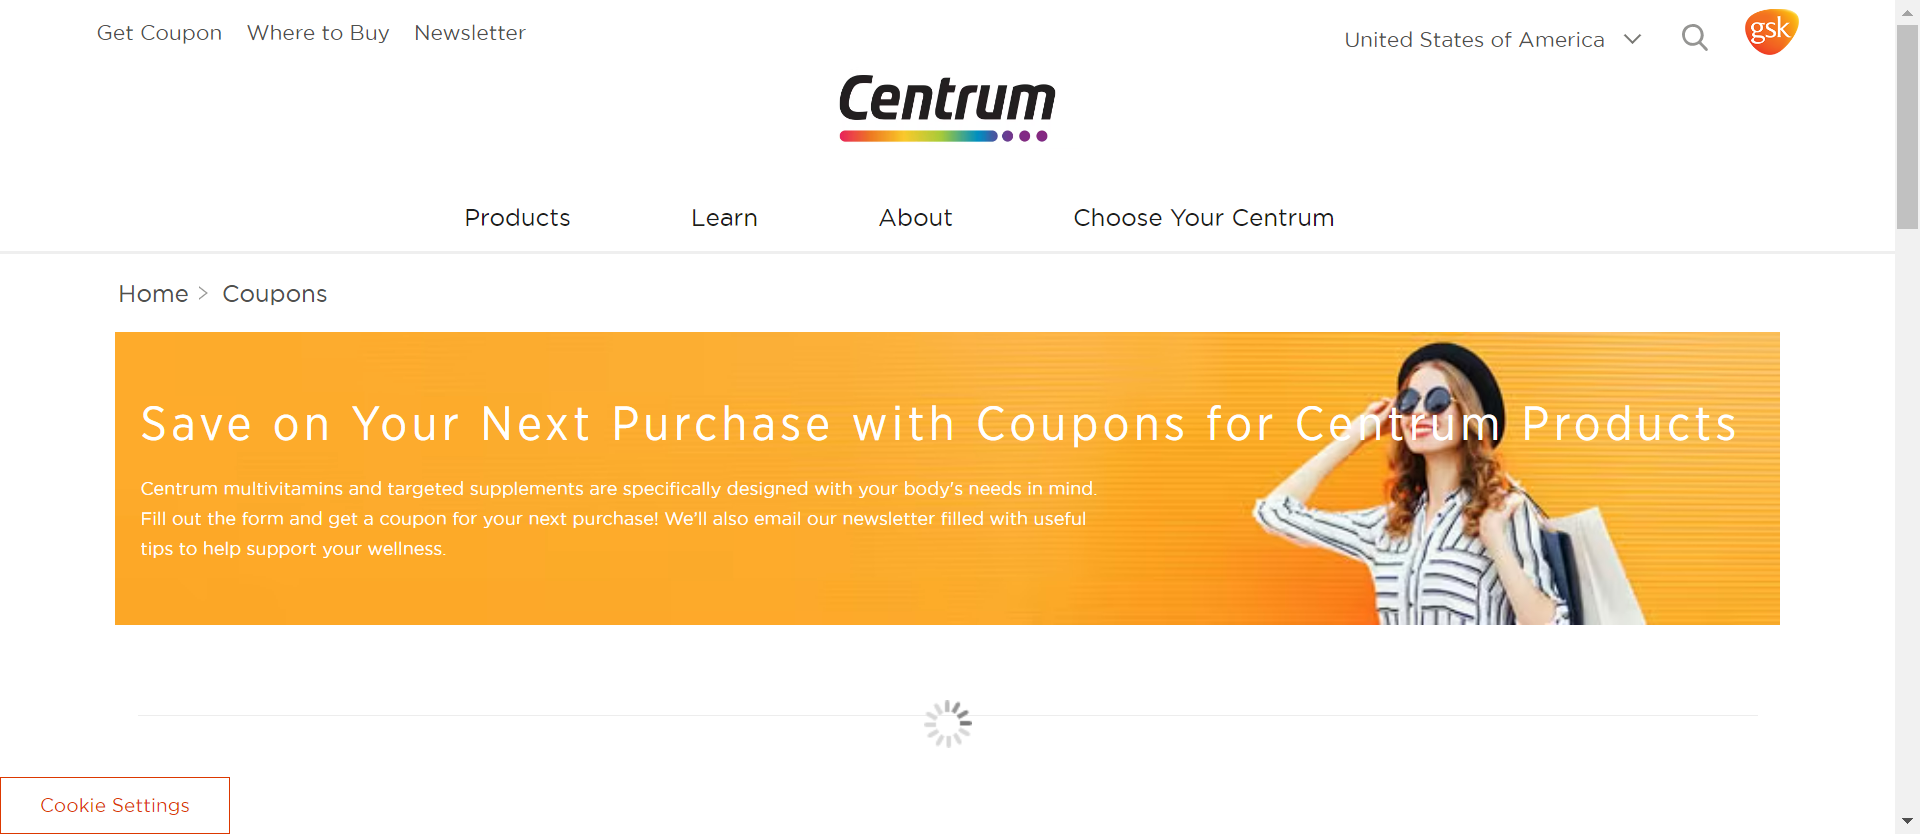 Get Coupon
Where to Buy
Newsletter
United States of America
gsk
Centrum
Products
Learn
About
Choose Your Centrum
Home > Coupons
Save on Your Next Purchase with Coupons for Centrum Products
Centrum multivitamins and targeted supplements are specifically designed with your body's needs in mind.
Fill out the form and get a coupon for your next purchase! We'll also email our newsletter filled with useful
tips to help support your wellness.
Cookie Settings